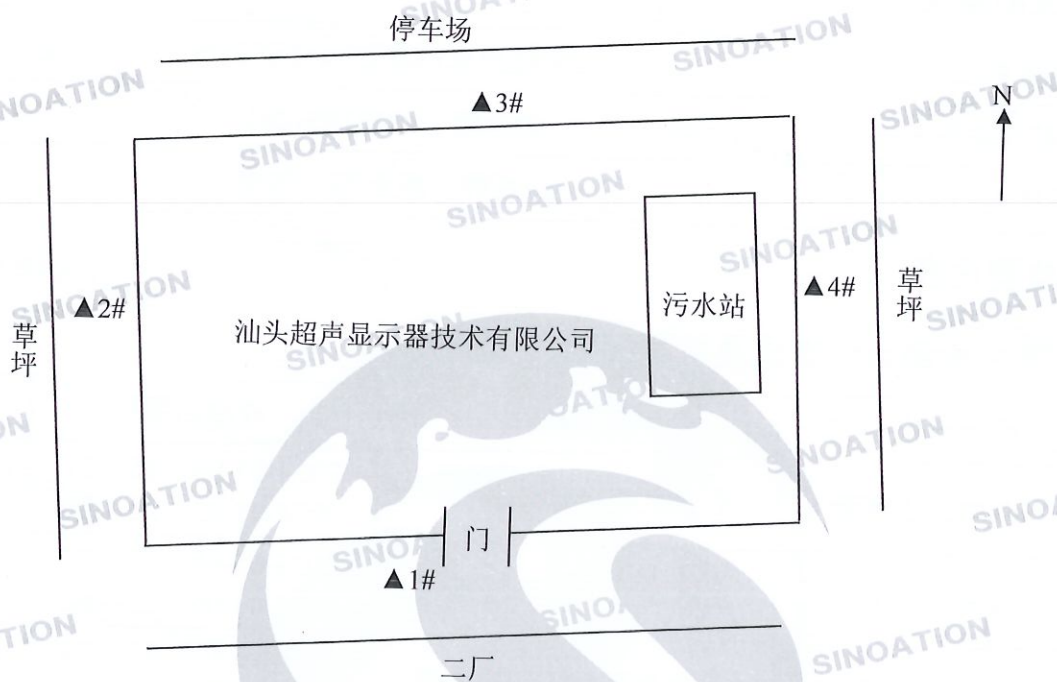 停车场
▲3#
N
▲2#
草坪
汕头超声显示器技术有限公司
污水站
▲4#
草坪
门
▲1#
二厂
SINOATION